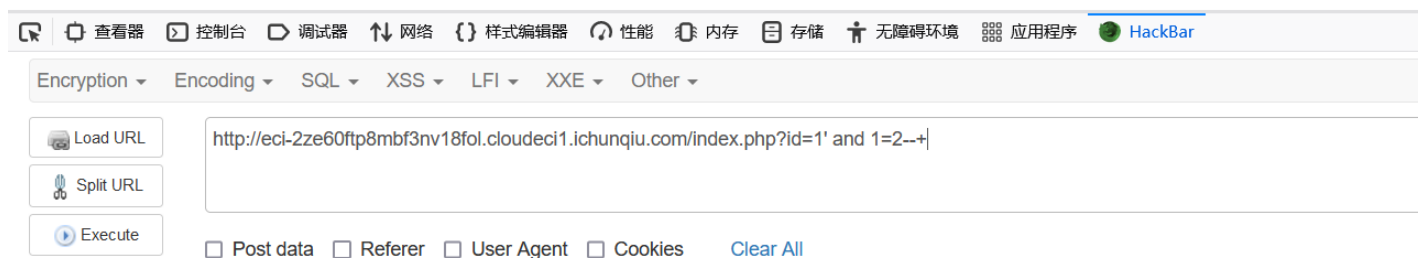 查看器 控制台 调试器 网络 {} 样式编辑器 性能 内存 存储 无障碍环境 应用程序 HackBar
Encryption Encoding SQL XSS LFI XXE Other
Load URL
http://eci-2ze60ftp8mbf3nv18fol.cloudeci1.ichunqiu.com/index.php?id=1' and 1=2--+
Split URL
Execute
Post data Referer User Agent Cookies Clear All